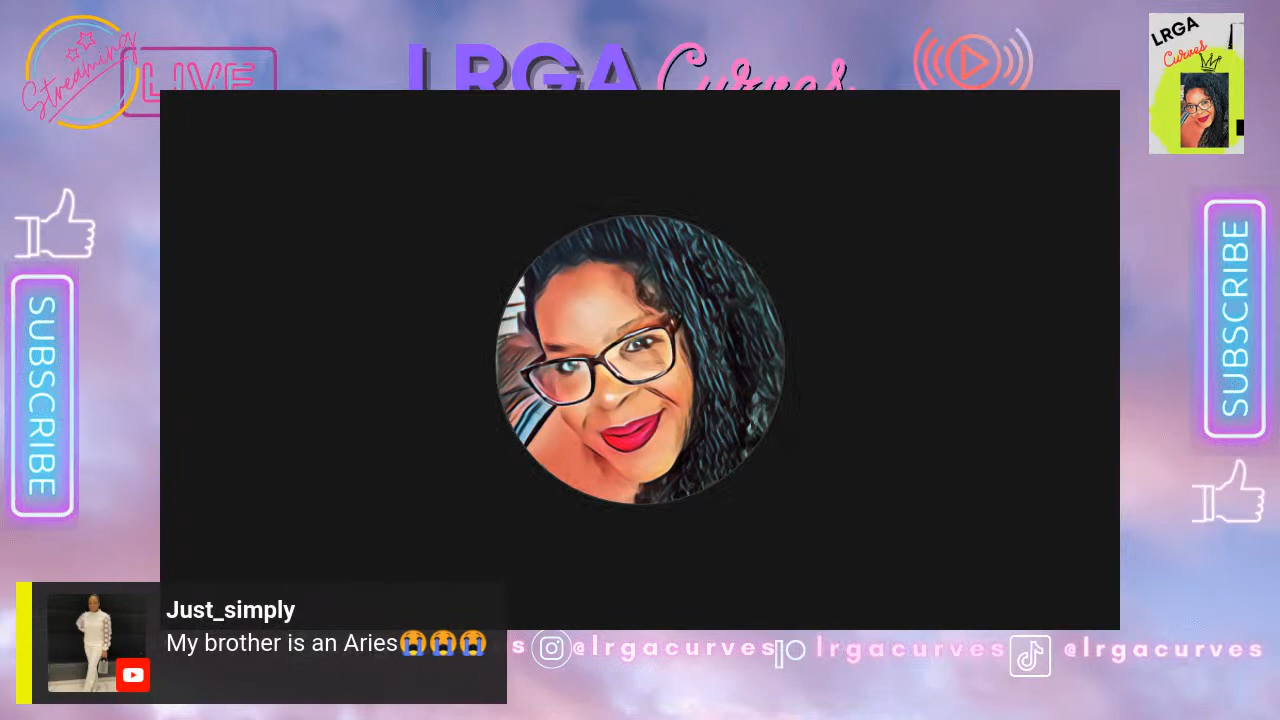 Streaming
LIVE
LRGA Curves
LRGA
Curves
SUBSCRIBE
SUBSCRIBE
Just_simply
My brother is an Aries😭😭😭
s @lrgacurves lrgacurves @lrgacurves